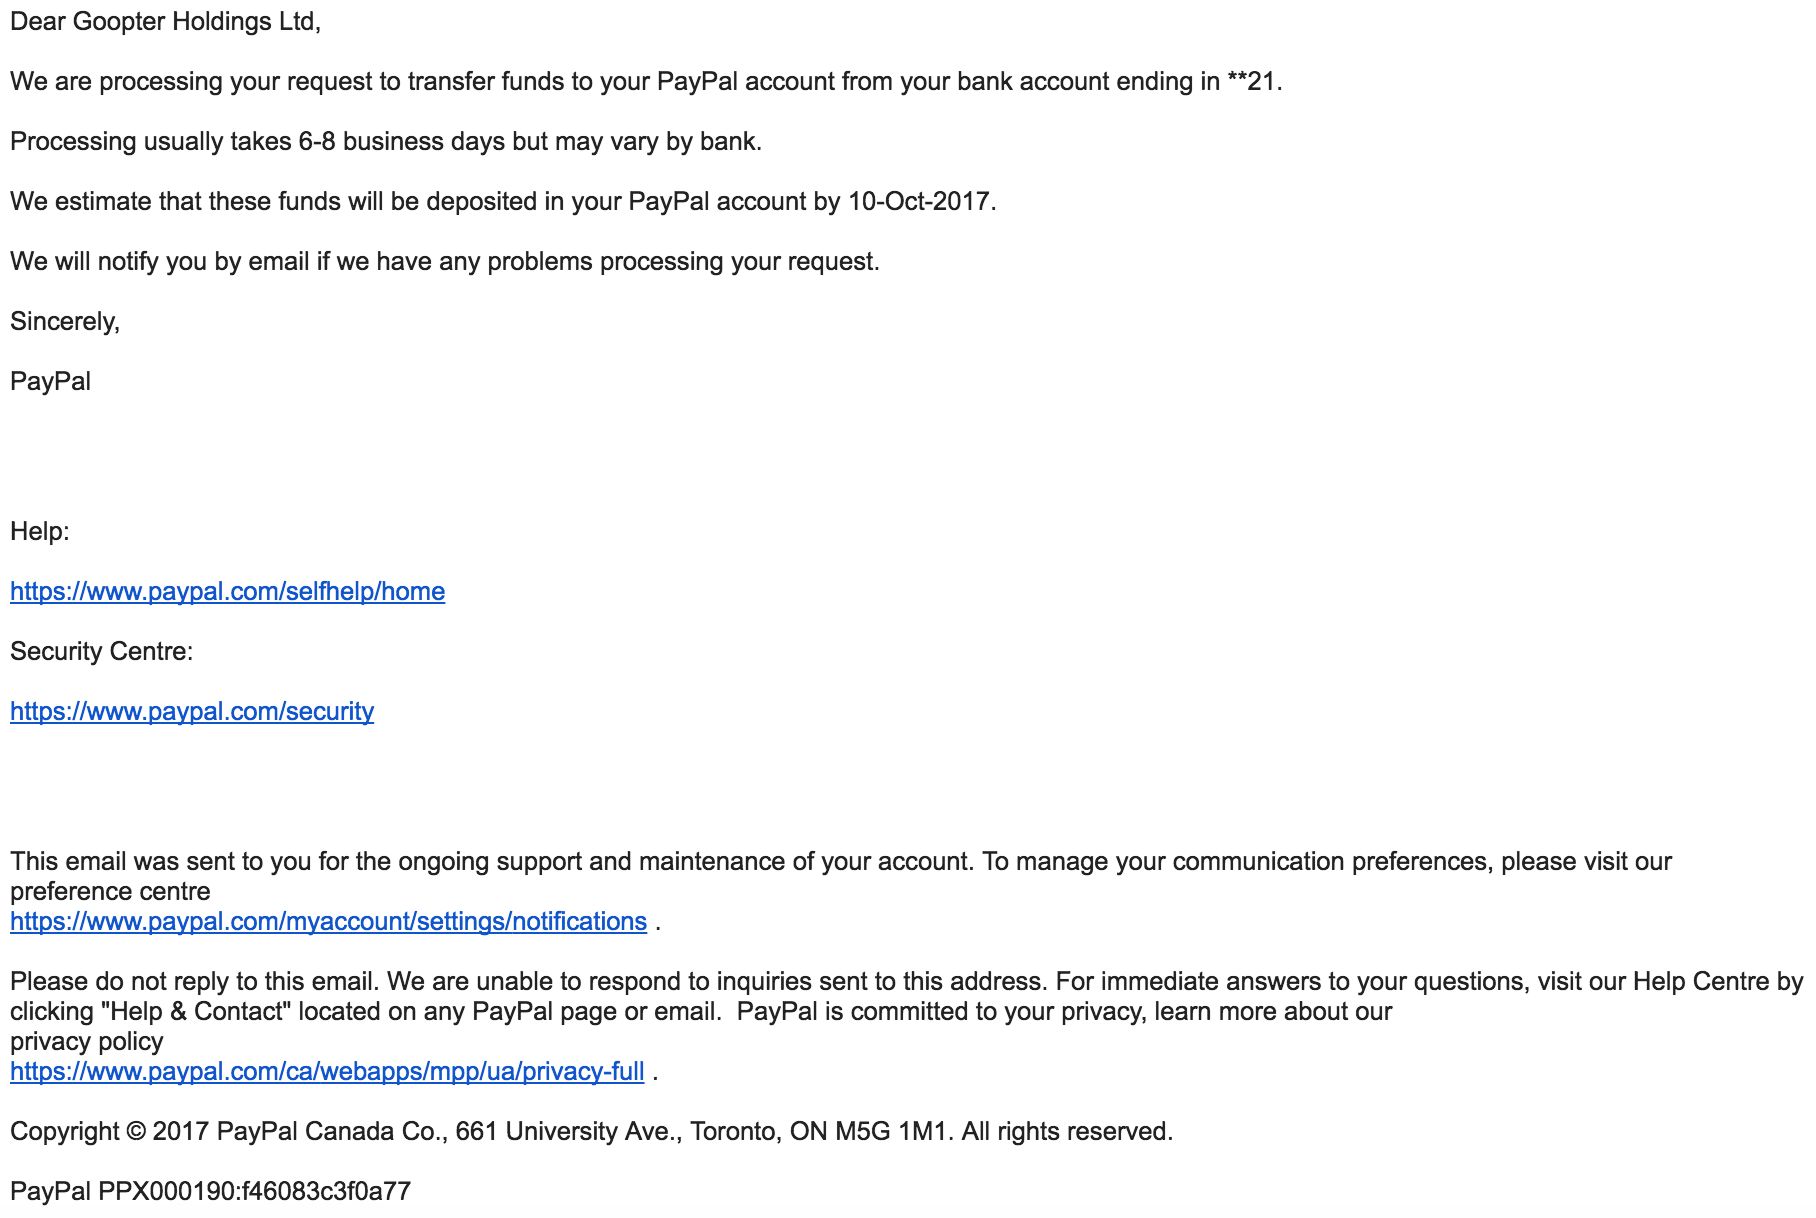 Dear Goopter Holdings Ltd,
We are processing your request to transfer funds to your PayPal account from your bank account ending in **21.
Processing usually takes 6-8 business days but may vary by bank.
We estimate that these funds will be deposited in your PayPal account by 10-Oct-2017.
We will notify you by email if we have any problems processing your request.
Sincerely,
PayPal
Help:
https://www.paypal.com/selfhelp/home
Security Centre:
https://www.paypal.com/security
This email was sent to you for the ongoing support and maintenance of your account. To manage your communication preferences, please visit our
preference centre
https://www.paypal.com/myaccount/settings/notifications .
Please do not reply to this email. We are unable to respond to inquiries sent to this address. For immediate answers to your questions, visit our Help Centre by
clicking "Help & Contact" located on any PayPal page or email.  PayPal is committed to your privacy, learn more about our
privacy policy
https://www.paypal.com/ca/webapps/mpp/ua/privacy-full .
Copyright © 2017 PayPal Canada Co., 661 University Ave., Toronto, ON M5G 1M1. All rights reserved.
PayPal PPX000190:f46083c3f0a77